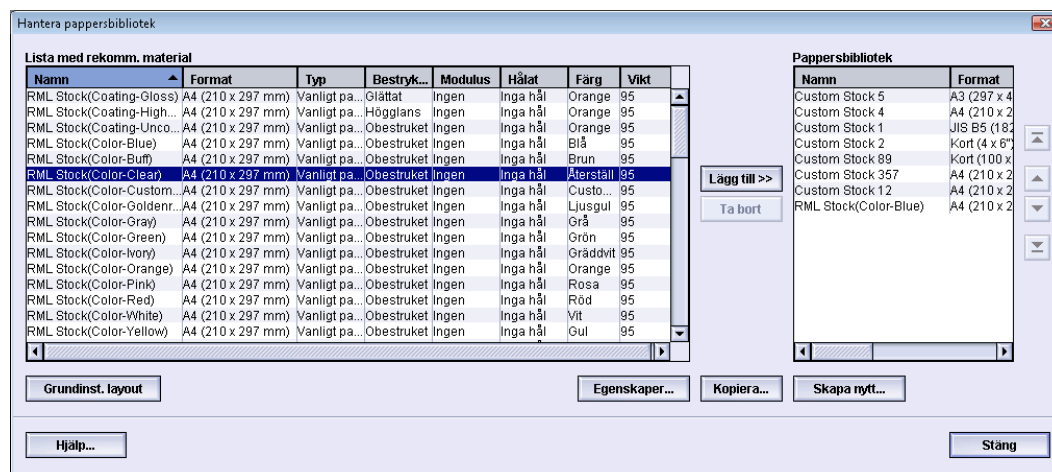 Hantera pappersbibliotek
Lista med rekomm. material
Namn Format Typ Bestryk... Modulus Hålat Färg Vikt
RML Stock(Coating-Gloss) A4 (210 x 297 mm) Vanligt pa... Glättat Ingen Inga hål Orange 95
RML Stock(Coating-High... A4 (210 x 297 mm) Vanligt pa... Högglans Ingen Inga hål Orange 95
RML Stock(Coating-Unco... A4 (210 x 297 mm) Vanligt pa... Obestruket Ingen Inga hål Orange 95
RML Stock(Color-Blue) A4 (210 x 297 mm) Vanligt pa... Obestruket Ingen Inga hål Blå 95
RML Stock(Color-Buff) A4 (210 x 297 mm) Vanligt pa... Obestruket Ingen Inga hål Brun 95
RML Stock(Color-Clear) A4 (210 x 297 mm) Vanligt pa... Obestruket Ingen Inga hål Återställ 95
RML Stock(Color-Custom... A4 (210 x 297 mm) Vanligt pa... Obestruket Ingen Inga hål Custo... 95
RML Stock(Color-Goldenr... A4 (210 x 297 mm) Vanligt pa... Obestruket Ingen Inga hål Ljusgul 95
RML Stock(Color-Gray) A4 (210 x 297 mm) Vanligt pa... Obestruket Ingen Inga hål Grå 95
RML Stock(Color-Green) A4 (210 x 297 mm) Vanligt pa... Obestruket Ingen Inga hål Grön 95
RML Stock(Color-Ivory) A4 (210 x 297 mm) Vanligt pa... Obestruket Ingen Inga hål Gräddvit 95
RML Stock(Color-Orange) A4 (210 x 297 mm) Vanligt pa... Obestruket Ingen Inga hål Orange 95
RML Stock(Color-Pink) A4 (210 x 297 mm) Vanligt pa... Obestruket Ingen Inga hål Rosa 95
RML Stock(Color-Red) A4 (210 x 297 mm) Vanligt pa... Obestruket Ingen Inga hål Röd 95
RML Stock(Color-White) A4 (210 x 297 mm) Vanligt pa... Obestruket Ingen Inga hål Vit 95
RML Stock(Color-Yellow) A4 (210 x 297 mm) Vanligt pa... Obestruket Ingen Inga hål Gul 95
Lägg till >>
Ta bort
Pappersbibliotek
Namn Format
Custom Stock 5 A3 (297 x 4
Custom Stock 4 A4 (210 x 2
Custom Stock 1 JIS B5 (182
Custom Stock 2 Kort (4 x 6")
Custom Stock 89 Kort (100 x
Custom Stock 357 A4 (210 x 2
Custom Stock 12 A4 (210 x 2
RML Stock(Color-Blue) A4 (210 x 2
Grundinst. layout Egenskaper... Kopiera... Skapa nytt...
Hjälp... Stäng